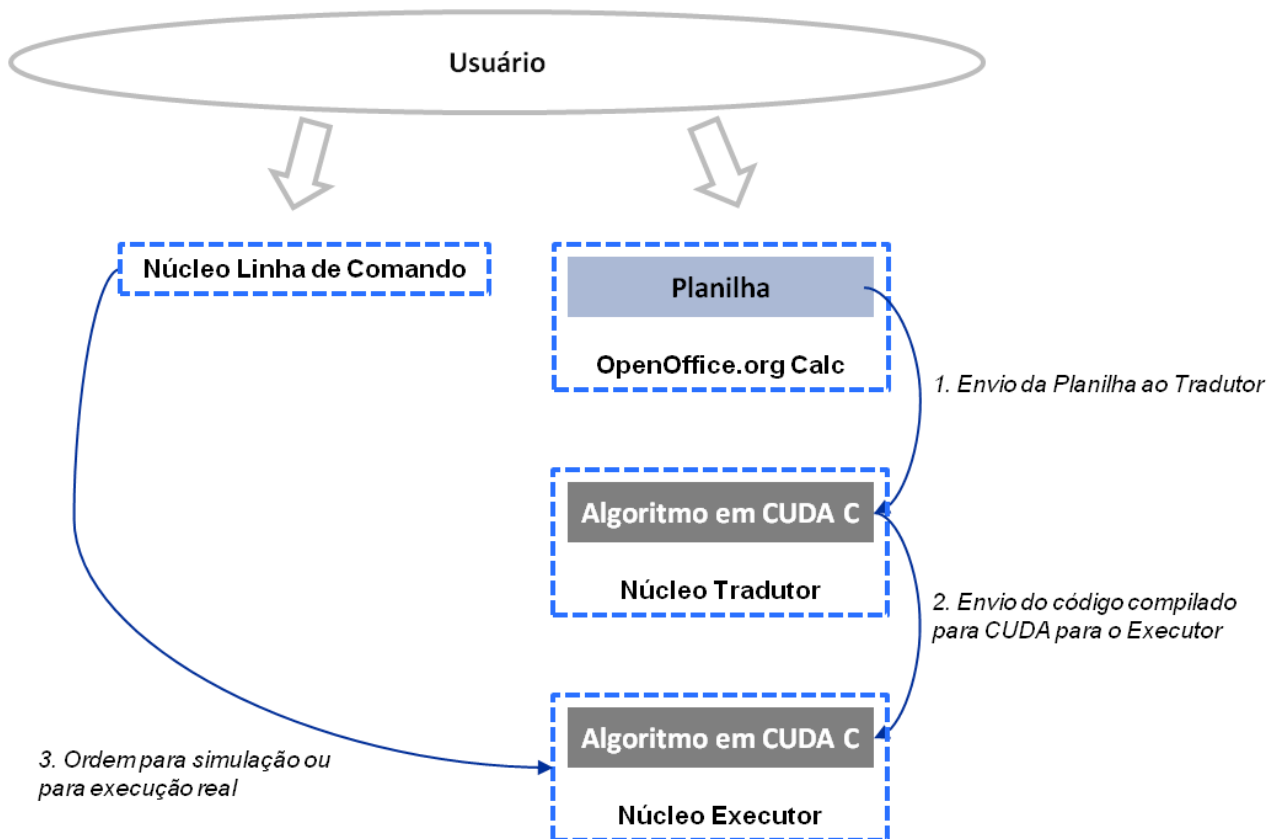 Usuário
Núcleo Linha de Comando
Planilha
OpenOffice.org Calc
1. Envio da Planilha ao Tradutor
Algoritmo em CUDA C
Núcleo Tradutor
2. Envio do código compilado
para CUDA para o Executor
Algoritmo em CUDA C
3. Ordem para simulação ou
para execução real
Núcleo Executor